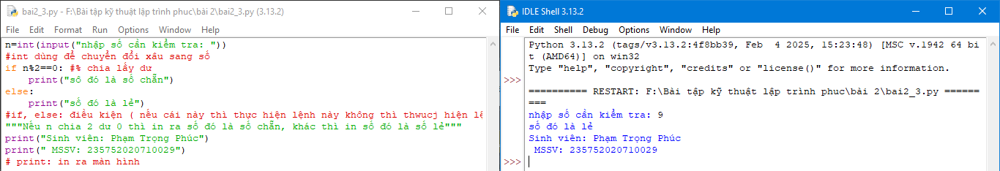 bai2_3.py - F:\Bài tập kỹ thuật lập trình phuc\bài 2\bai2_3.py (3.13.2)
File Edit Format Run Options Window Help
n=int(input("nhập số cần kiểm tra: "))
#int dùng để chuyển đổi xâu sang số
if n%2==0: #% chia lấy dư
    print("số đó là số chẵn")
else:
    print("số đó là lẻ")
#if, else: điều kiện ( nếu cái này thì thực hiện lệnh này không thì thwucj hiện lệ
"""Nếu n chia 2 dư 0 thì in ra số đó là số chẵn, khác thì in số đó là số lẻ"""
print("Sinh viên: Phạm Trọng Phúc")
print(" MSSV: 235752020710029")
# print: in ra màn hình
IDLE Shell 3.13.2
File Edit Shell Debug Options Window Help
Python 3.13.2 (tags/v3.13.2:4f8bb39, Feb  4 2025, 15:23:48) [MSC v.1942 64 bi
t (AMD64)] on win32
Type "help", "copyright", "credits" or "license()" for more information.
>>>
========== RESTART: F:\Bài tập kỹ thuật lập trình phuc\bài 2\bai2_3.py ======
===
nhập số cần kiểm tra: 9
số đó là lẻ
Sinh viên: Phạm Trọng Phúc
 MSSV: 235752020710029
>>>